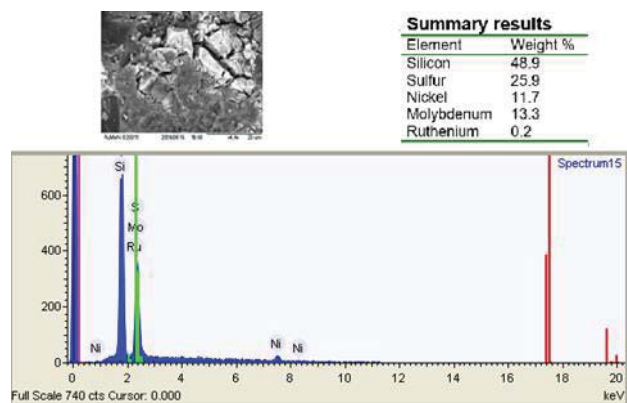 Summary results
Element Weight %
Silicon 48.9
Sulfur 25.9
Nickel 11.7
Molybdenum 13.3
Ruthenium 0.2
Spectrum15
Si
600
S
Mo
400
Ru
200
Ni Ni Ni
0
0 2 4 6 8 10 12 14 16 18 20
Full Scale 740 cts Cursor: 0.000 keV